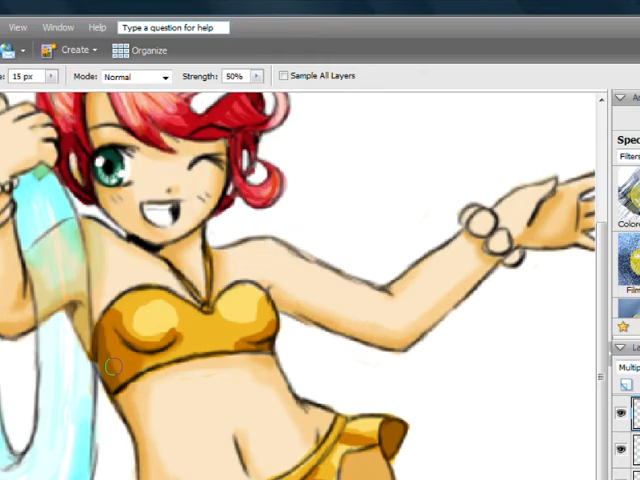 View Window Help Type a question for help
Create Organize
15 px Mode: Normal Strength: 50% Sample All Layers
Spec
Filters
Colore
Film
La
Multip